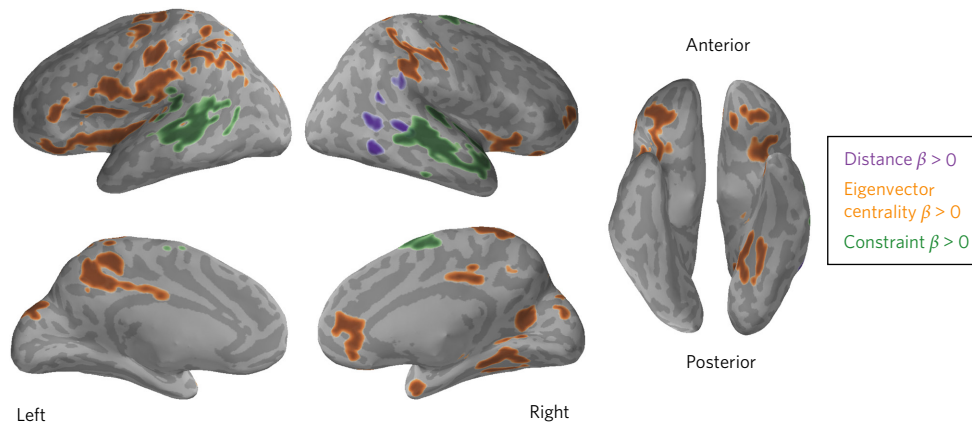 Anterior
Distance β > 0
Eigenvector
centrality β > 0
Constraint β > 0
Posterior
Left
Right